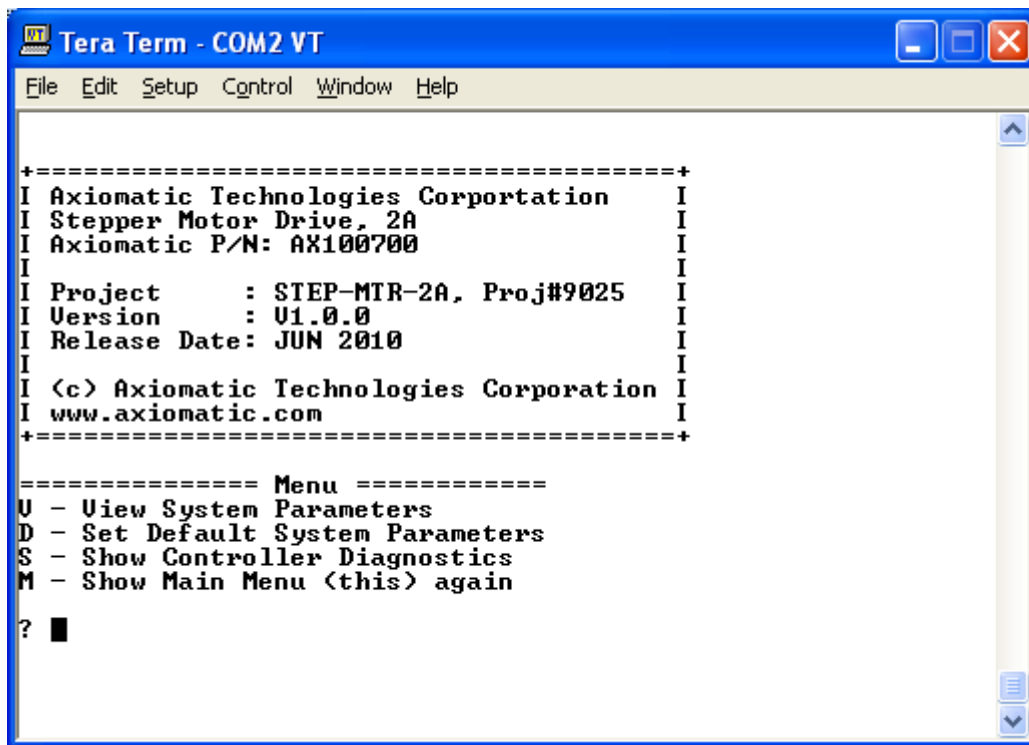 Tera Term - COM2 VT
File Edit Setup Control Window Help
+========================================+
I Axiomatic Technologies Corportation I
I Stepper Motor Drive, 2A I
I Axiomatic P/N: AX100700 I
I I
I Project : STEP-MTR-2A, Proj#9025 I
I Version : V1.0.0 I
I Release Date: JUN 2010 I
I I
I (c) Axiomatic Technologies Corporation I
I www.axiomatic.com I
+========================================+
=============== Menu ============
V - View System Parameters
D - Set Default System Parameters
S - Show Controller Diagnostics
M - Show Main Menu (this) again
?